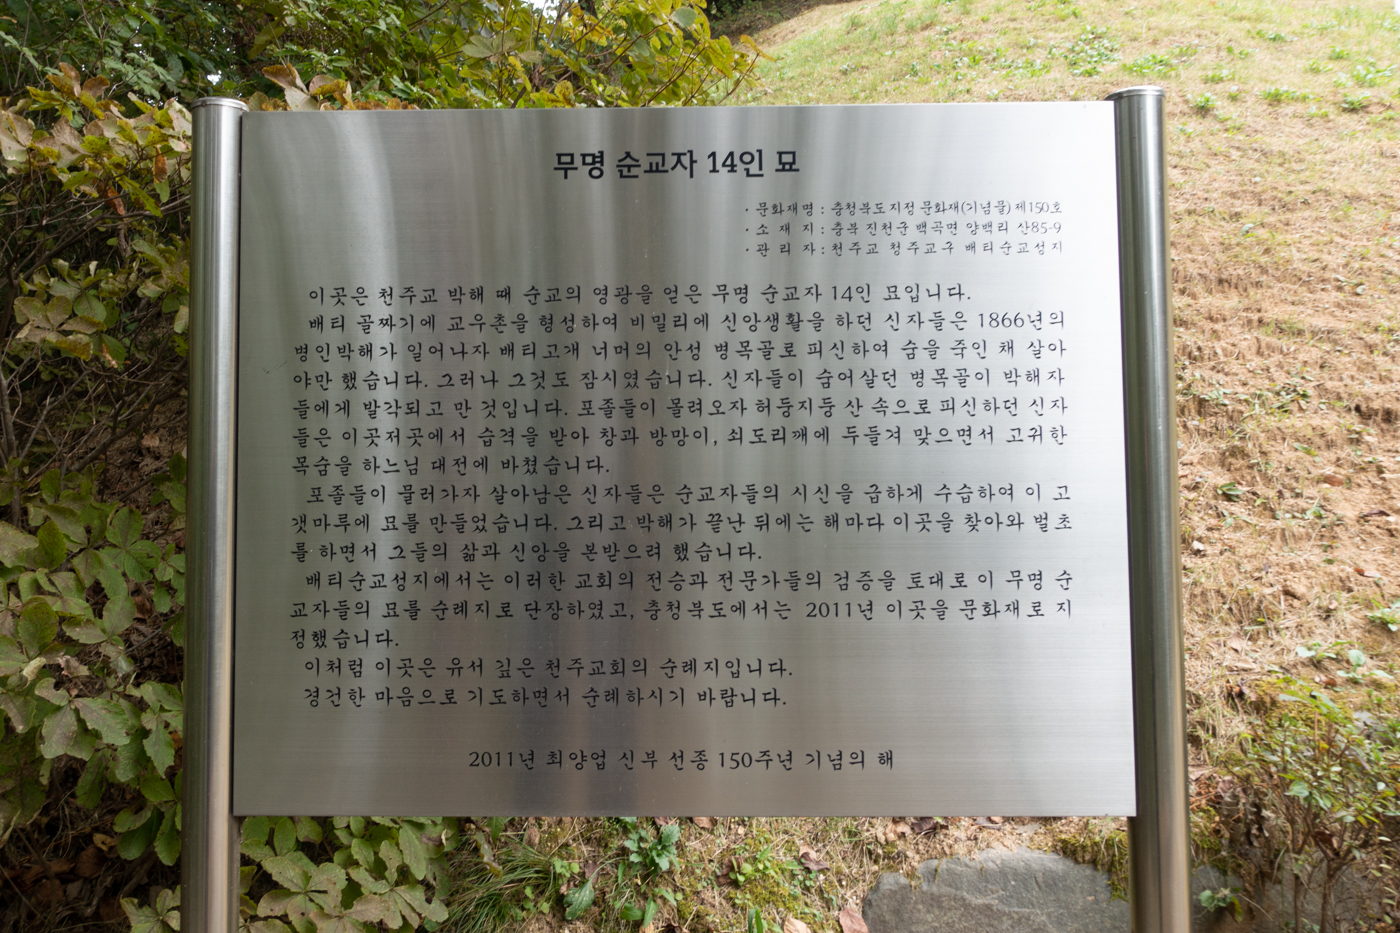 무명 순교자 14인 묘
· 문화재명 : 충청북도지정 문화재(기념물) 제150호
· 소 재 지 : 충북 진천군 백곡면 양백리 산85-9
· 관 리 자 : 천주교 청주교구 배티순교성지
이곳은 천주교 박해 때 순교의 영광을 얻은 무명 순교자 14인 묘입니다.
배티 골짜기에 교우촌을 형성하여 비밀리에 신앙생활을 하던 신자들은 1866년의
병인박해가 일어나자 배티고개 너머의 안성 병목골로 피신하여 숨을 죽인 채 살아
야만 했습니다. 그러나 그것도 잠시였습니다. 신자들이 숨어살던 병목골이 박해자
들에게 발각되고 만 것입니다. 포졸들이 몰려오자 허둥지둥 산 속으로 피신하던 신자
들은 이곳저곳에서 습격을 받아 창과 방망이, 쇠도리깨에 두들겨 맞으면서 고귀한
목숨을 하느님 대전에 바쳤습니다.
포졸들이 물러가자 살아남은 신자들은 순교자들의 시신을 급하게 수습하여 이 고
갯마루에 묘를 만들었습니다. 그리고 박해가 끝난 뒤에는 해마다 이곳을 찾아와 벌초
를 하면서 그들의 삶과 신앙을 본받으려 했습니다.
배티순교성지에서는 이러한 교회의 전승과 전문가들의 검증을 토대로 이 무명 순
교자들의 묘를 순례지로 단장하였고, 충청북도에서는 2011년 이곳을 문화재로 지
정했습니다.
이처럼 이곳은 유서 깊은 천주교회의 순례지입니다.
경건한 마음으로 기도하면서 순례하시기 바랍니다.
2011년 최양업 신부 선종 150주년 기념의 해